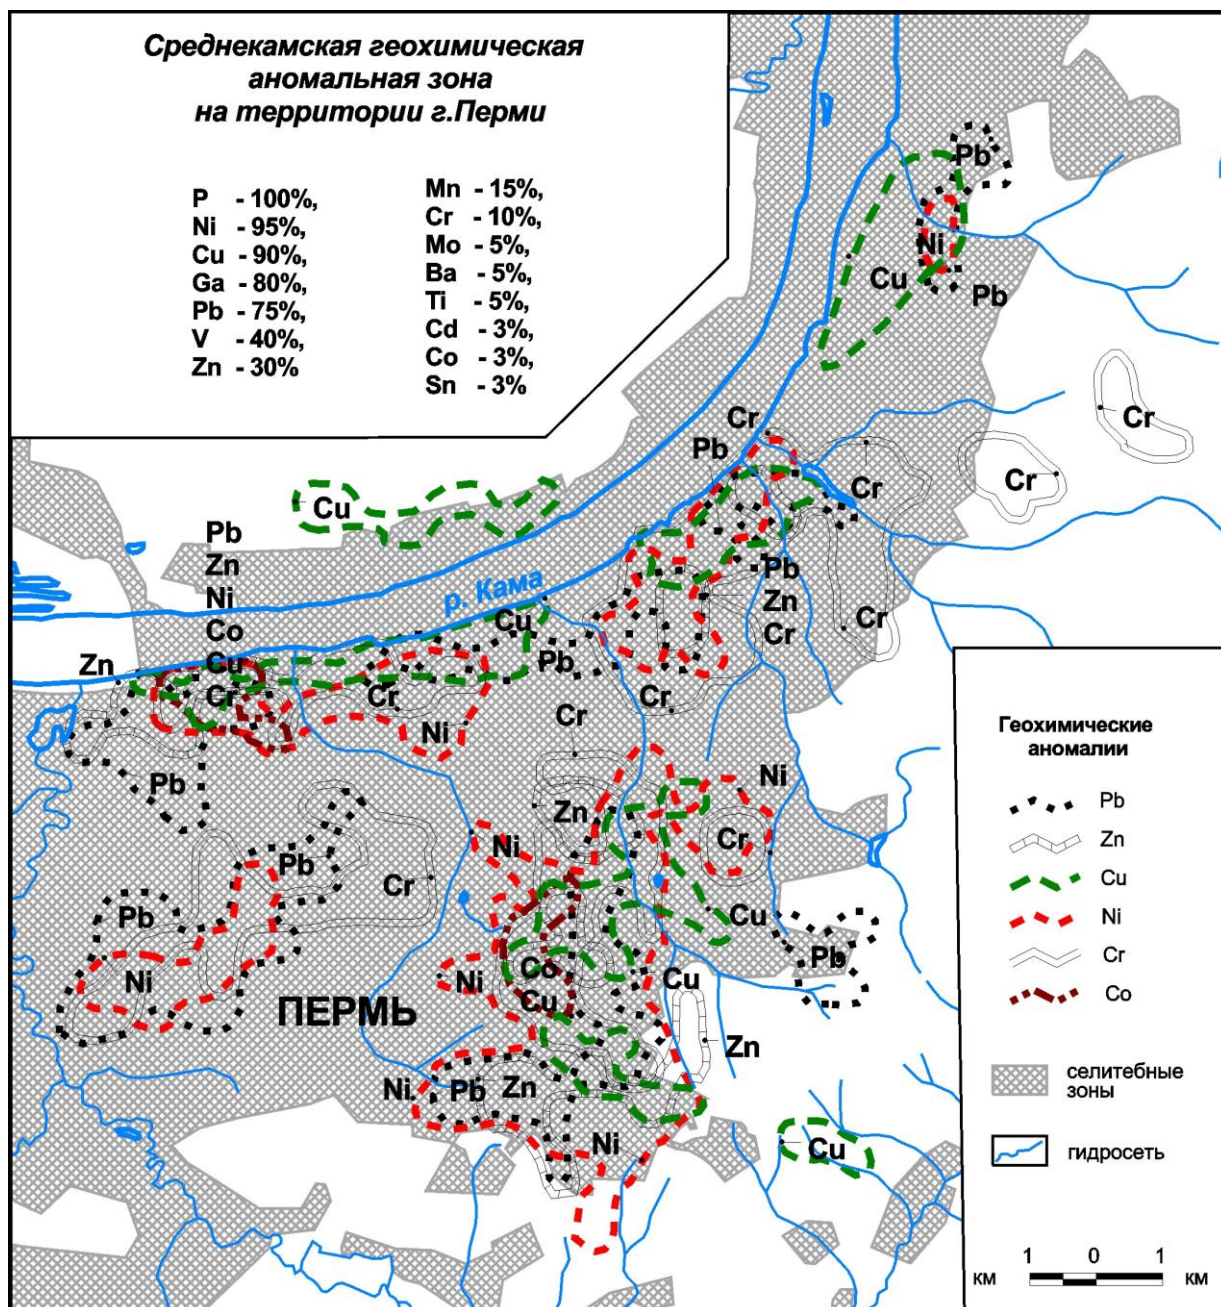 Среднекамская геохимическая
аномальная зона
на территории г.Перми
P - 100%,
Ni - 95%,
Cu - 90%,
Ga - 80%,
Pb - 75%,
V - 40%,
Zn - 30%
Mn - 15%,
Cr - 10%,
Mo - 5%,
Ba - 5%,
Ti - 5%,
Cd - 3%,
Co - 3%,
Sn - 3%
Pb
Ni
Cu
Pb
Cr
Cr
Pb
Cr
Cr
Cu
Pb
Zn
Ni
Co
Cu
Cr
Zn
р. Кама
Cu
Pb
Pb
Zn
Cr
Cr
Cr
Cr
Ni
Cr
Pb
Zn
Ni
Cr
Ni
Pb
Cr
Pb
Ni
Cu
Pb
Ni
Co
Cu
Cu
ПЕРМЬ
Zn
Ni
Pb
Zn
Ni
Cu
Геохимические
аномалии
Pb
Zn
Cu
Ni
Cr
Co
селитебные
зоны
гидросеть
1 0 1
км км